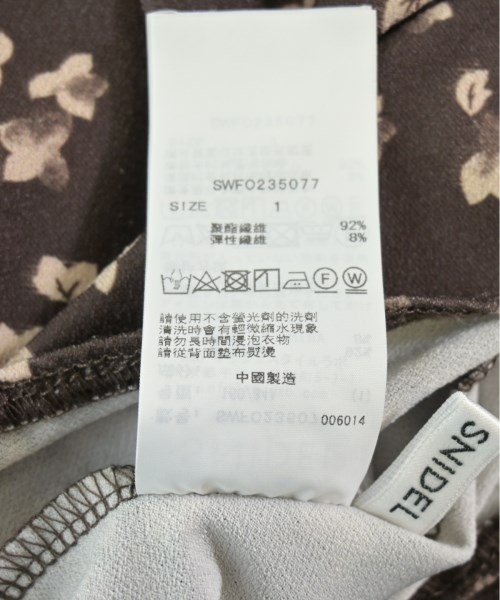 SWFO235077
SIZE 1
聚酯纖維 92%
彈性纖維 8%
請使用不含螢光劑的洗劑
清洗時會有輕微縮水現象
請勿長時間浸泡衣物
請從背面墊布熨燙
中國製造
006014
SNIDEL